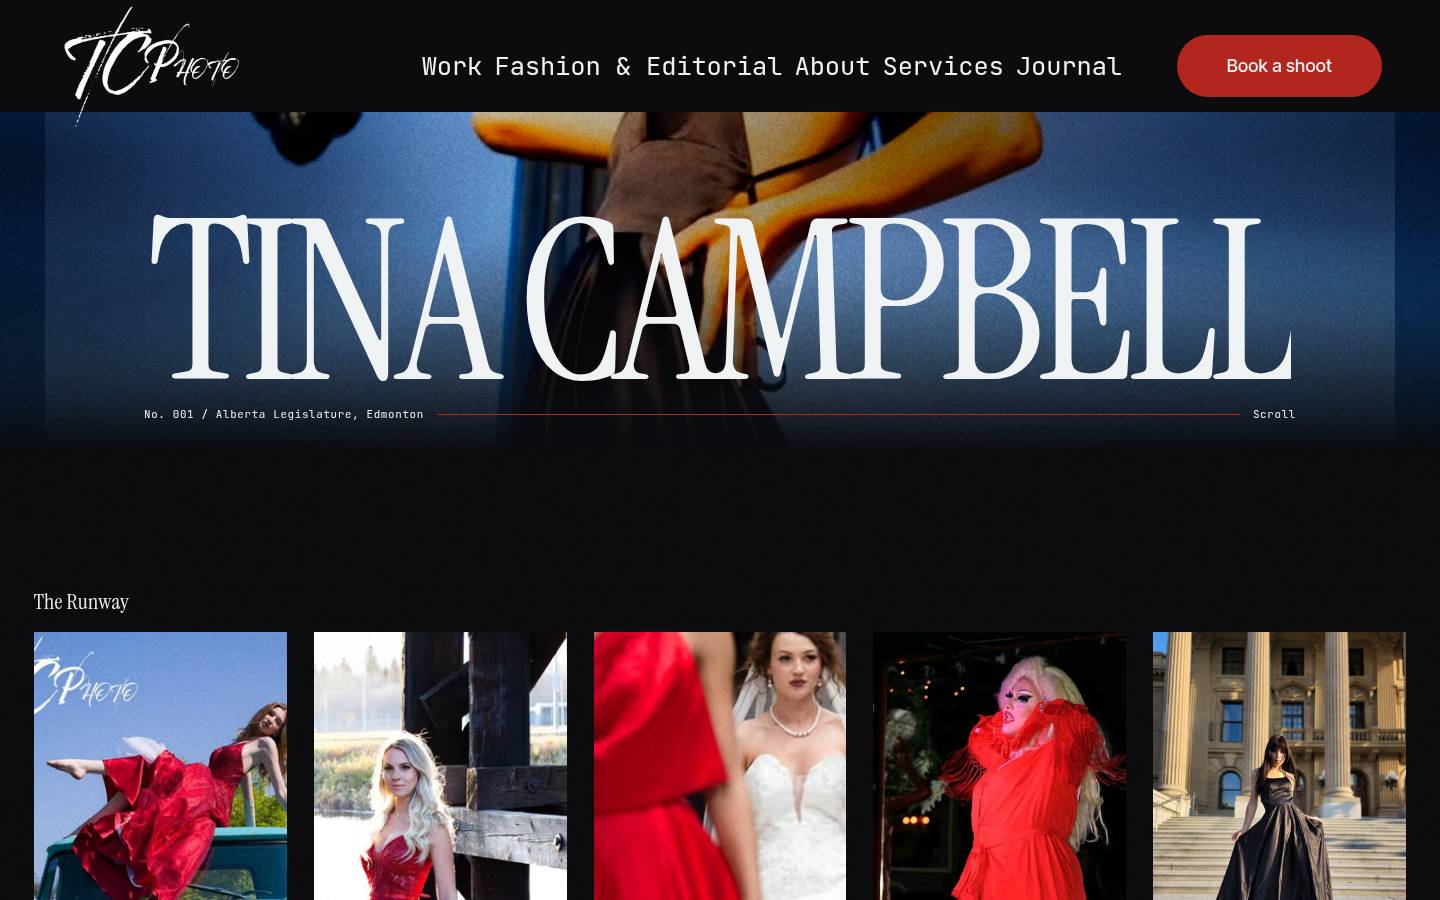 TCPHOTO
Work Fashion & Editorial About Services Journal
Book a shoot
TINA CAMPBELL
No. 001 / Alberta Legislature, Edmonton
Scroll
The Runway
CPHOTO